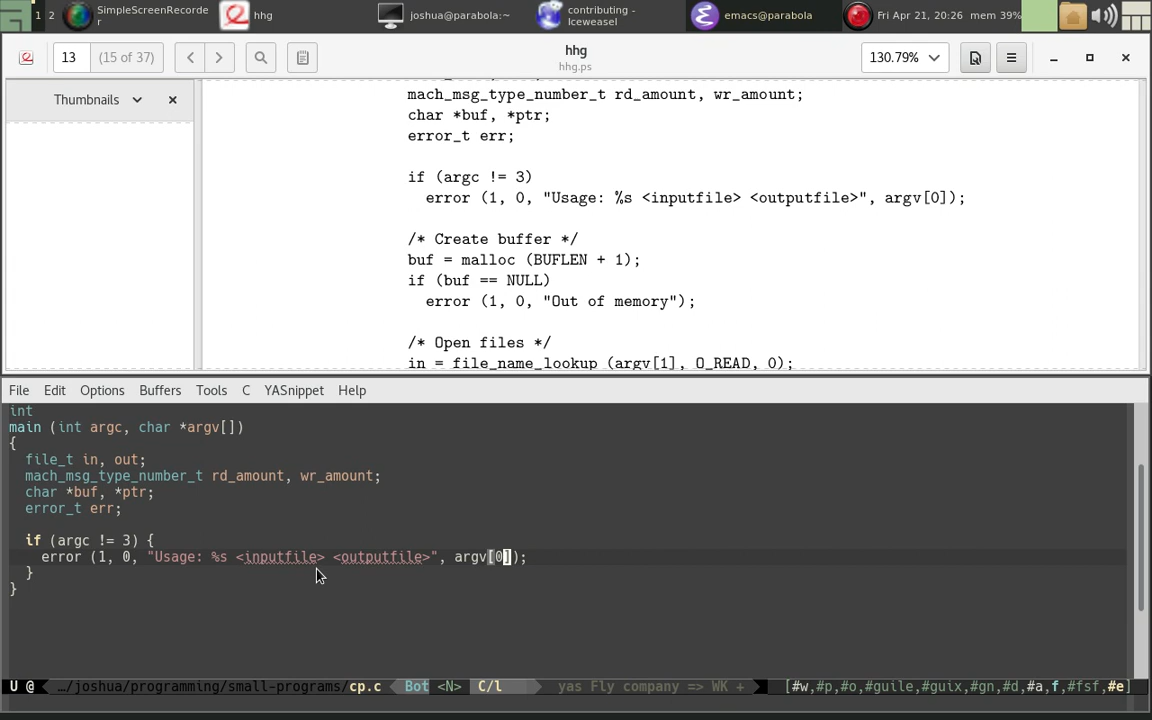 1 2 SimpleScreenRecorde
r
hhg
joshua@parabola:~
contributing -
Iceweasel
emacs@parabola
Fri Apr 21, 20:26 mem 39%
13 (15 of 37)
hhg
hhg.ps
130.79%
Thumbnails
mach_msg_type_number_t rd_amount, wr_amount;
char *buf, *ptr;
error_t err;
if (argc != 3)
error (1, 0, "Usage: %s <inputfile> <outputfile>", argv[0]);
/* Create buffer */
buf = malloc (BUFLEN + 1);
if (buf == NULL)
error (1, 0, "Out of memory");
/* Open files */
in = file_name_lookup (argv[1], O_READ, 0);
File Edit Options Buffers Tools C YASnippet Help
int
main (int argc, char *argv[])
{
file_t in, out;
mach_msg_type_number_t rd_amount, wr_amount;
char *buf, *ptr;
error_t err;
if (argc != 3) {
error (1, 0, "Usage: %s <inputfile> <outputfile>", argv[0]);
}
}
U @ …/joshua/programming/small-programs/cp.c Bot <N> C/l yas Fly company => WK + [#w,#p,#o,#guile,#guix,#gn,#d,#a,f,#fsf,#e]